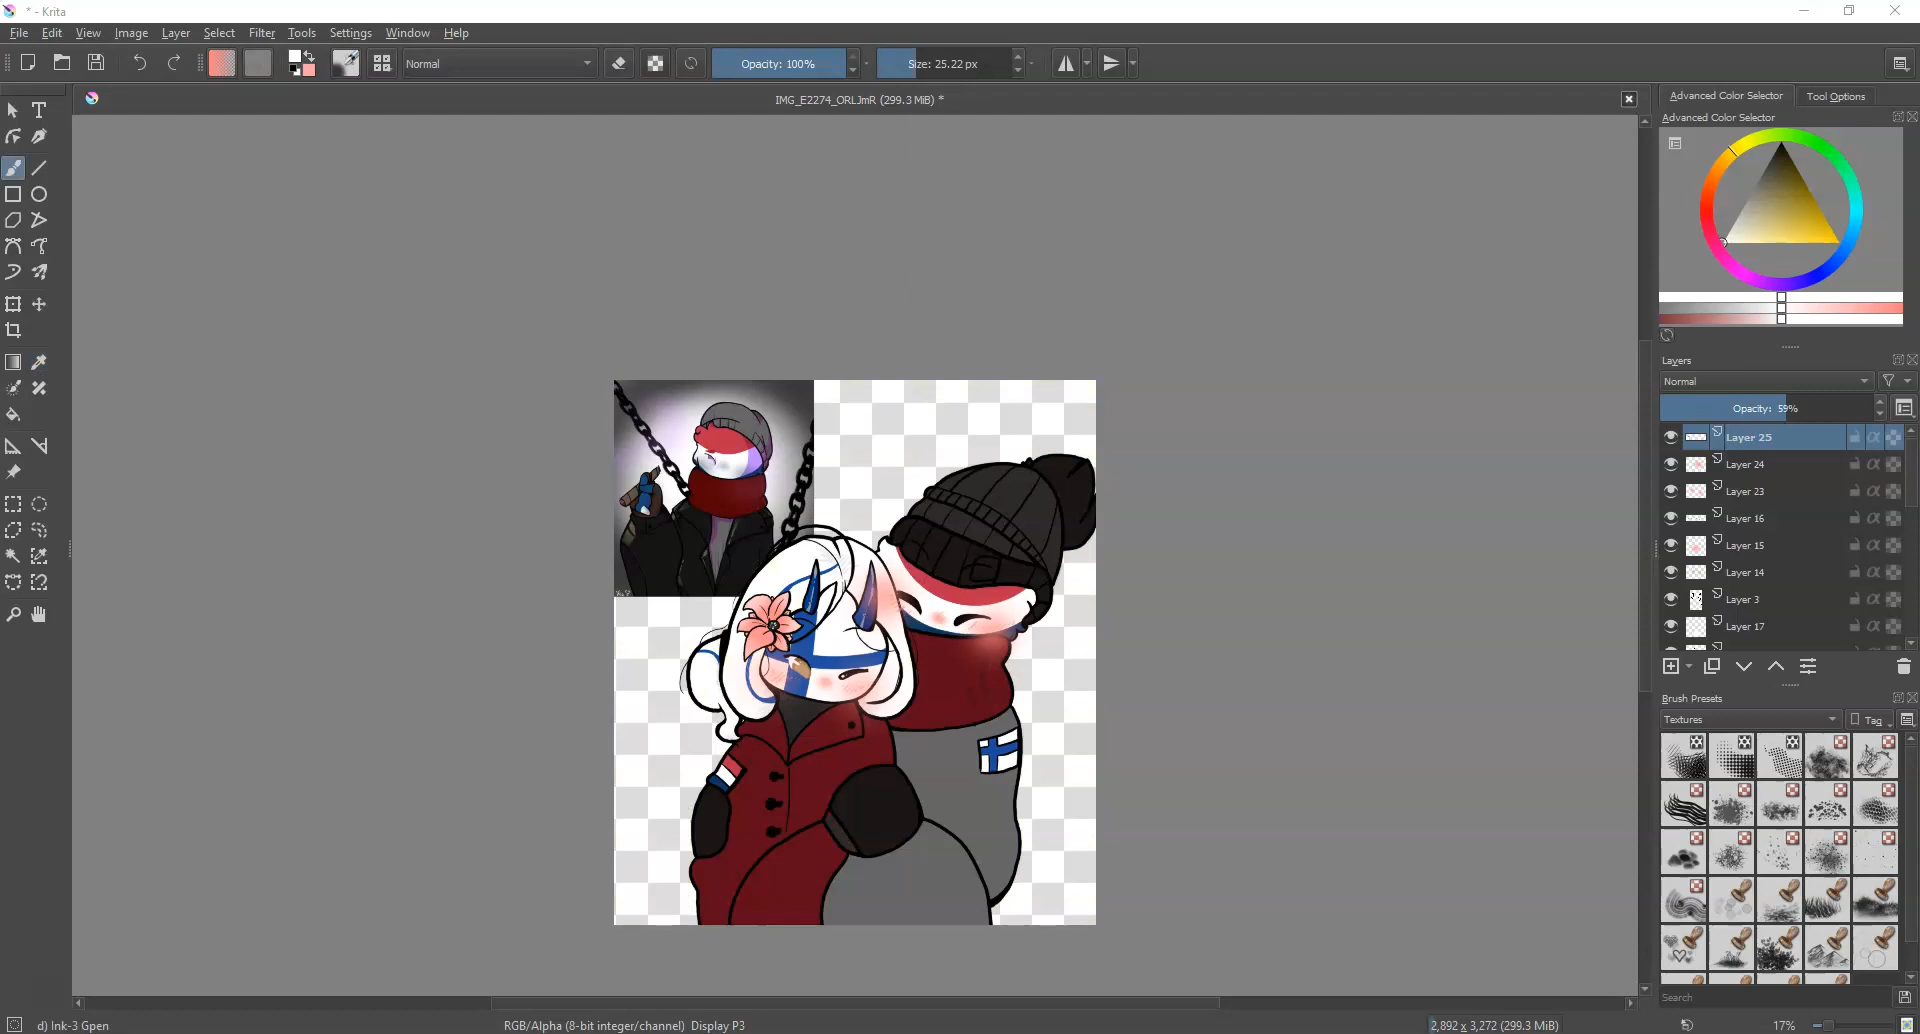 * - Krita
File Edit View Image Layer Select Filter Tools Settings Window Help
Normal
Opacity: 100%
Size: 25.22 px
IMG_E2274_ORLJmR (299.3 MiB) *
Advanced Color Selector
Tool Options
Advanced Color Selector
Layers
Normal
Opacity: 59%
Layer 25
Layer 24
Layer 23
Layer 16
Layer 15
Layer 14
Layer 3
Layer 17
Brush Presets
Textures
Tag
Search
d) Ink-3 Gpen
RGB/Alpha (8-bit integer/channel) Display P3
2,892 x 3,272 (299.3 MiB)
17%